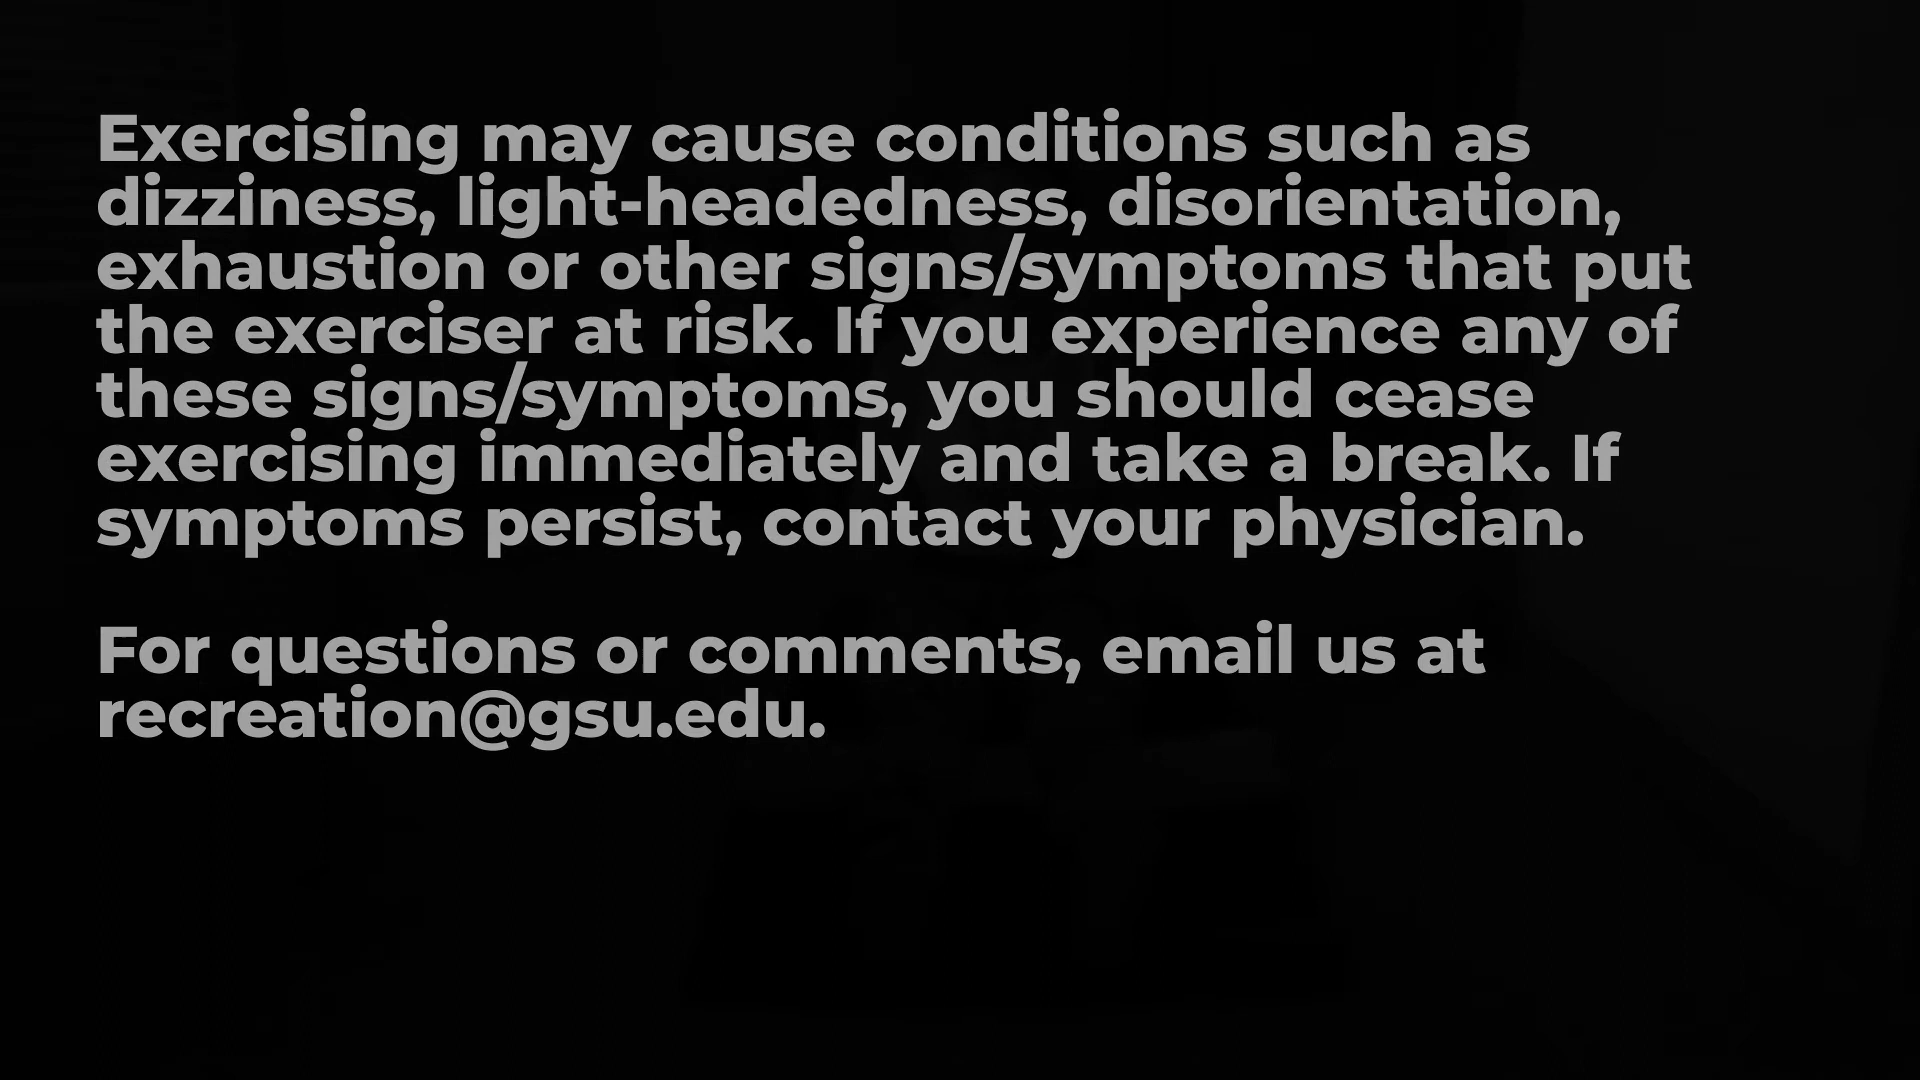 Exercising may cause conditions such as
dizziness, light-headedness, disorientation,
exhaustion or other signs/symptoms that put
the exerciser at risk. If you experience any of
these signs/symptoms, you should cease
exercising immediately and take a break. If
symptoms persist, contact your physician.
For questions or comments, email us at
recreation@gsu.edu.